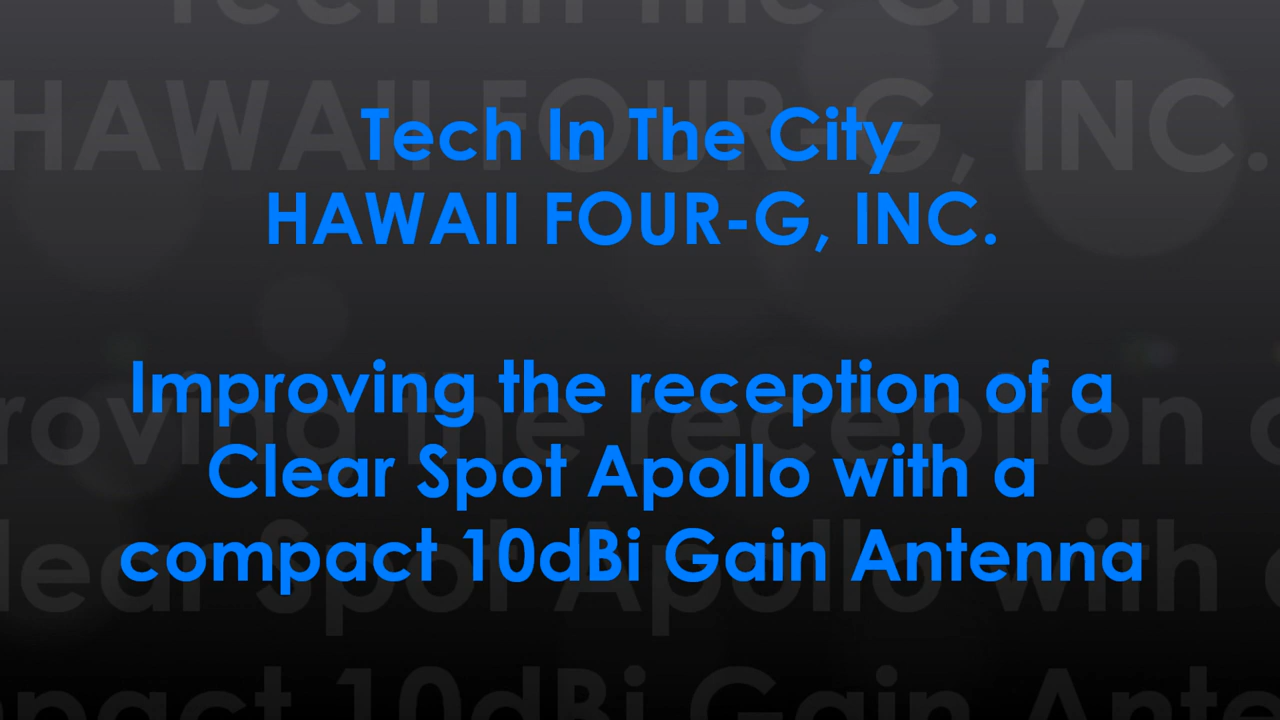 Tech In The City
HAWAII FOUR-G, INC.
Improving the reception of a
Clear Spot Apollo with a
compact 10dBi Gain Antenna